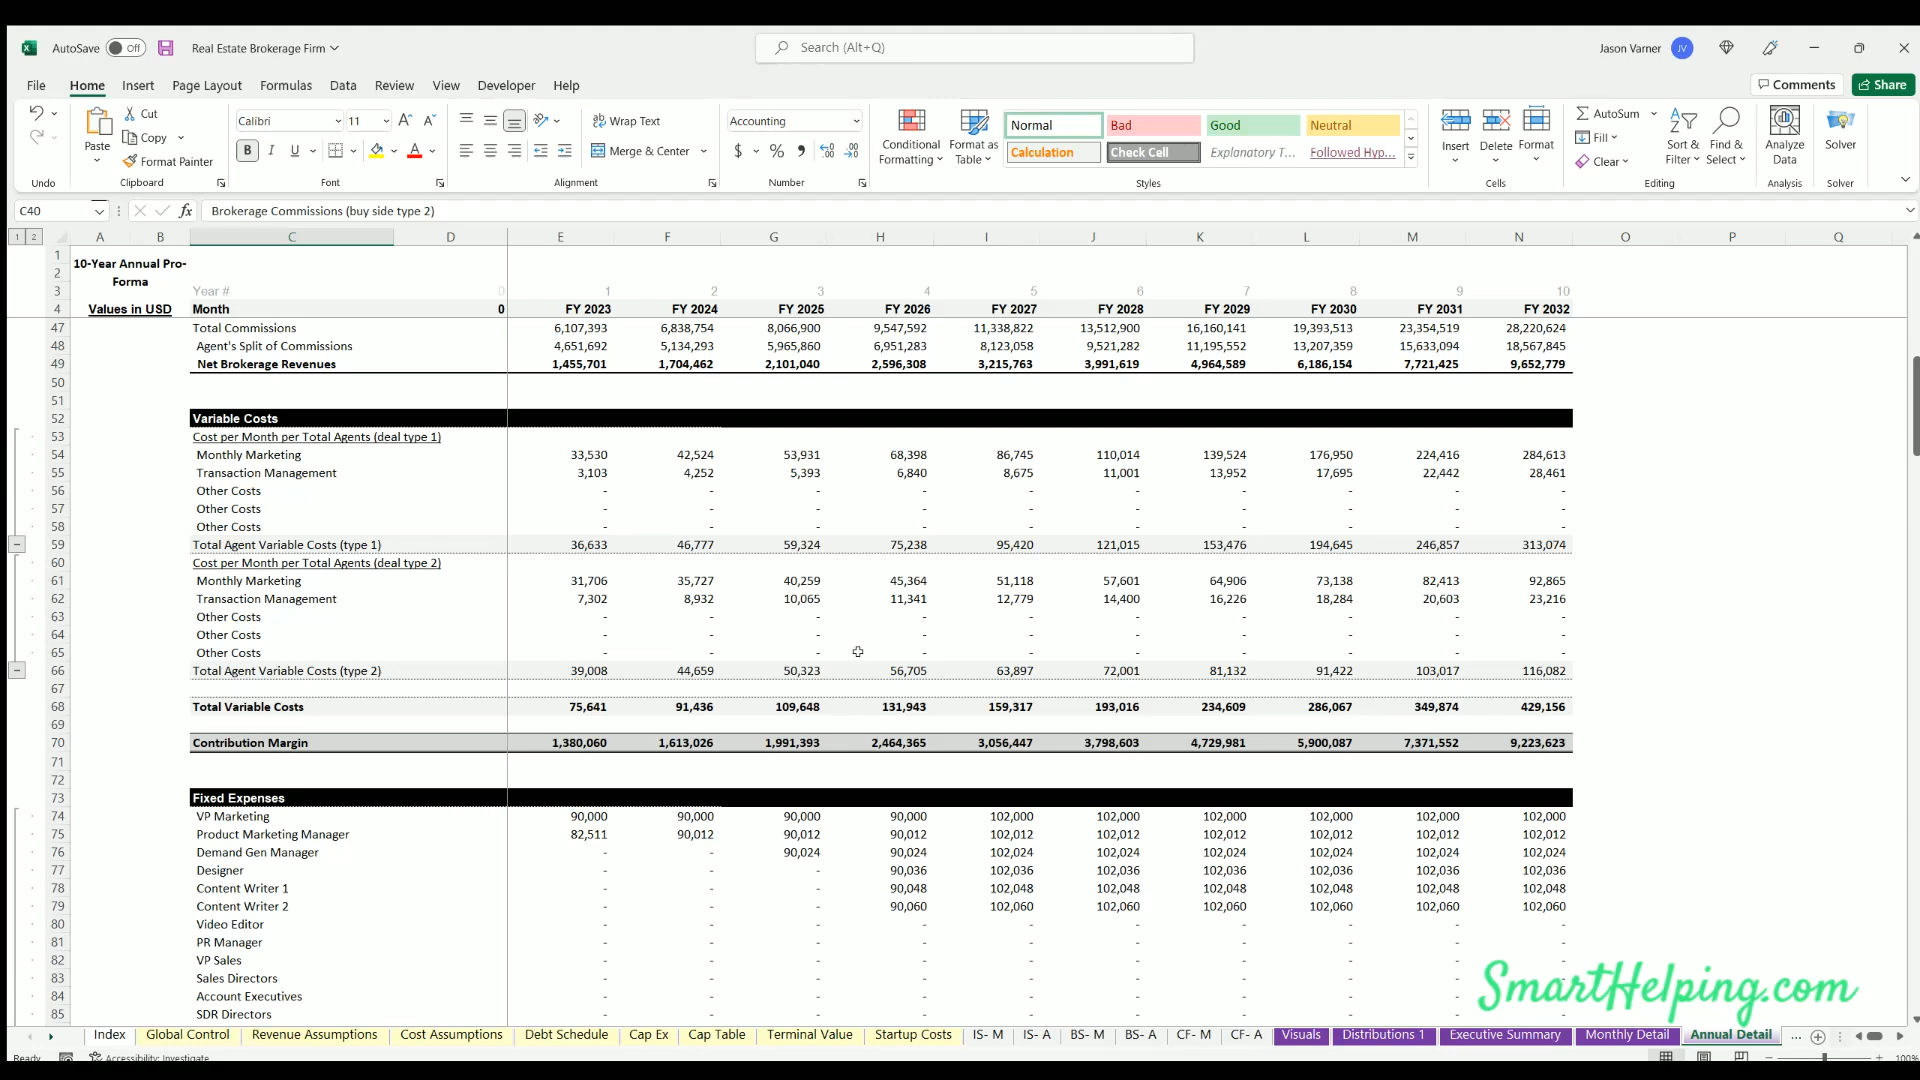 AutoSave Off Real Estate Brokerage Firm Search (Alt+Q) Jason Varner JV
File Home Insert Page Layout Formulas Data Review View Developer Help Comments Share
Paste Cut Copy Format Painter Calibri 11 Wrap Text Merge & Center Accounting Conditional Formatting Format as Table Normal Bad Good Neutral Calculation Check Cell Explanatory T... Followed Hyp... Insert Delete Format AutoSum Fill Clear Sort & Filter Find & Select Analyze Data Solver
Undo Clipboard Font Alignment Number Styles Cells Editing Analysis Solver
C40 fx Brokerage Commissions (buy side type 2)
1 2 A B C D E F G H I J K L M N O P Q
1
2 10-Year Annual Pro-Forma
3 Year # 0 1 2 3 4 5 6 7 8 9 10
4 Values in USD Month 0 FY 2023 FY 2024 FY 2025 FY 2026 FY 2027 FY 2028 FY 2029 FY 2030 FY 2031 FY 2032
47 Total Commissions 6,107,393 6,838,754 8,066,900 9,547,592 11,338,822 13,512,900 16,160,141 19,393,513 23,354,519 28,220,624
48 Agent's Split of Commissions 4,651,692 5,134,293 5,965,860 6,951,283 8,123,058 9,521,282 11,195,552 13,207,359 15,633,094 18,567,845
49 Net Brokerage Revenues 1,455,701 1,704,462 2,101,040 2,596,308 3,215,763 3,991,619 4,964,589 6,186,154 7,721,425 9,652,779
50
51
52 Variable Costs
53 Cost per Month per Total Agents (deal type 1)
54 Monthly Marketing 33,530 42,524 53,931 68,398 86,745 110,014 139,524 176,950 224,416 284,613
55 Transaction Management 3,103 4,252 5,393 6,840 8,675 11,001 13,952 17,695 22,442 28,461
56 Other Costs - - - - - - - - - -
57 Other Costs - - - - - - - - - -
58 Other Costs - - - - - - - - - -
59 Total Agent Variable Costs (type 1) 36,633 46,777 59,324 75,238 95,420 121,015 153,476 194,645 246,857 313,074
60 Cost per Month per Total Agents (deal type 2)
61 Monthly Marketing 31,706 35,727 40,259 45,364 51,118 57,601 64,906 73,138 82,413 92,865
62 Transaction Management 7,302 8,932 10,065 11,341 12,779 14,400 16,226 18,284 20,603 23,216
63 Other Costs - - - - - - - - - -
64 Other Costs - - - - - - - - - -
65 Other Costs - - - - - - - - - -
66 Total Agent Variable Costs (type 2) 39,008 44,659 50,323 56,705 63,897 72,001 81,132 91,422 103,017 116,082
67
68 Total Variable Costs 75,641 91,436 109,648 131,943 159,317 193,016 234,609 286,067 349,874 429,156
69
70 Contribution Margin 1,380,060 1,613,026 1,991,393 2,464,365 3,056,447 3,798,603 4,729,981 5,900,087 7,371,552 9,223,623
71
72
73 Fixed Expenses
74 VP Marketing 90,000 90,000 90,000 90,000 102,000 102,000 102,000 102,000 102,000 102,000
75 Product Marketing Manager 82,511 90,012 90,012 90,012 102,012 102,012 102,012 102,012 102,012 102,012
76 Demand Gen Manager - - 90,024 90,024 102,024 102,024 102,024 102,024 102,024 102,024
77 Designer - - - 90,036 102,036 102,036 102,036 102,036 102,036 102,036
78 Content Writer 1 - - - 90,048 102,048 102,048 102,048 102,048 102,048 102,048
79 Content Writer 2 - - - 90,060 102,060 102,060 102,060 102,060 102,060 102,060
80 Video Editor - - - - - - - - - -
81 PR Manager - - - - - - - - - -
82 VP Sales - - - - - - - - - -
83 Sales Directors - - - - - - - - - -
84 Account Executives - - - - - - - - - -
85 SDR Directors - - - - - - - - - -
SmartHelping.com
Index Global Control Revenue Assumptions Cost Assumptions Debt Schedule Cap Ex Cap Table Terminal Value Startup Costs IS- M IS- A BS- M BS- A CF- M CF- A Visuals Distributions 1 Executive Summary Monthly Detail Annual Detail ...
Ready Accessibility: Investigate 100%